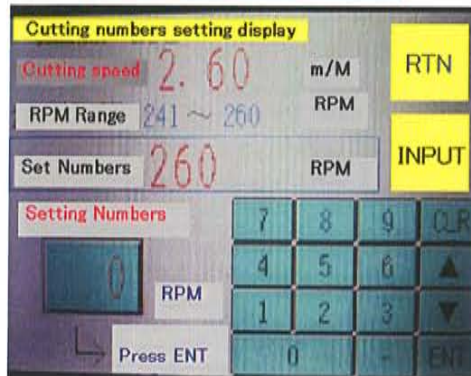 Cutting numbers setting display
Cutting speed 2. 60 m/M
RTN
RPM Range 241 ~ 260 RPM
Set Numbers 260 RPM
INPUT
Setting Numbers
7 8 9 CLR
0 RPM
4 5 6 ▲
1 2 3 ▼
Press ENT
0 - ENT